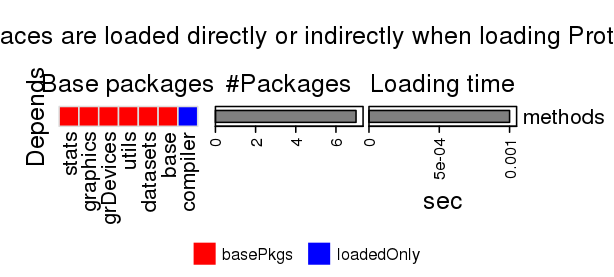 aces are loaded directly or indirectly when loading Prot
Base packages #Packages Loading time
Depends
methods
stats graphics grDevices utils datasets base compiler
0 2 4 6
0 5e-04 0.001
sec
basePkgs loadedOnly